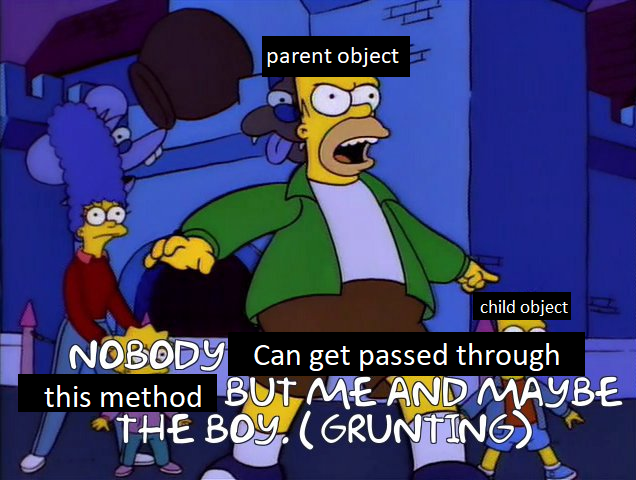 parent object
child object
NOBODY Can get passed through
this method BUT ME AND MAYBE
THE BOY. (GRUNTING)